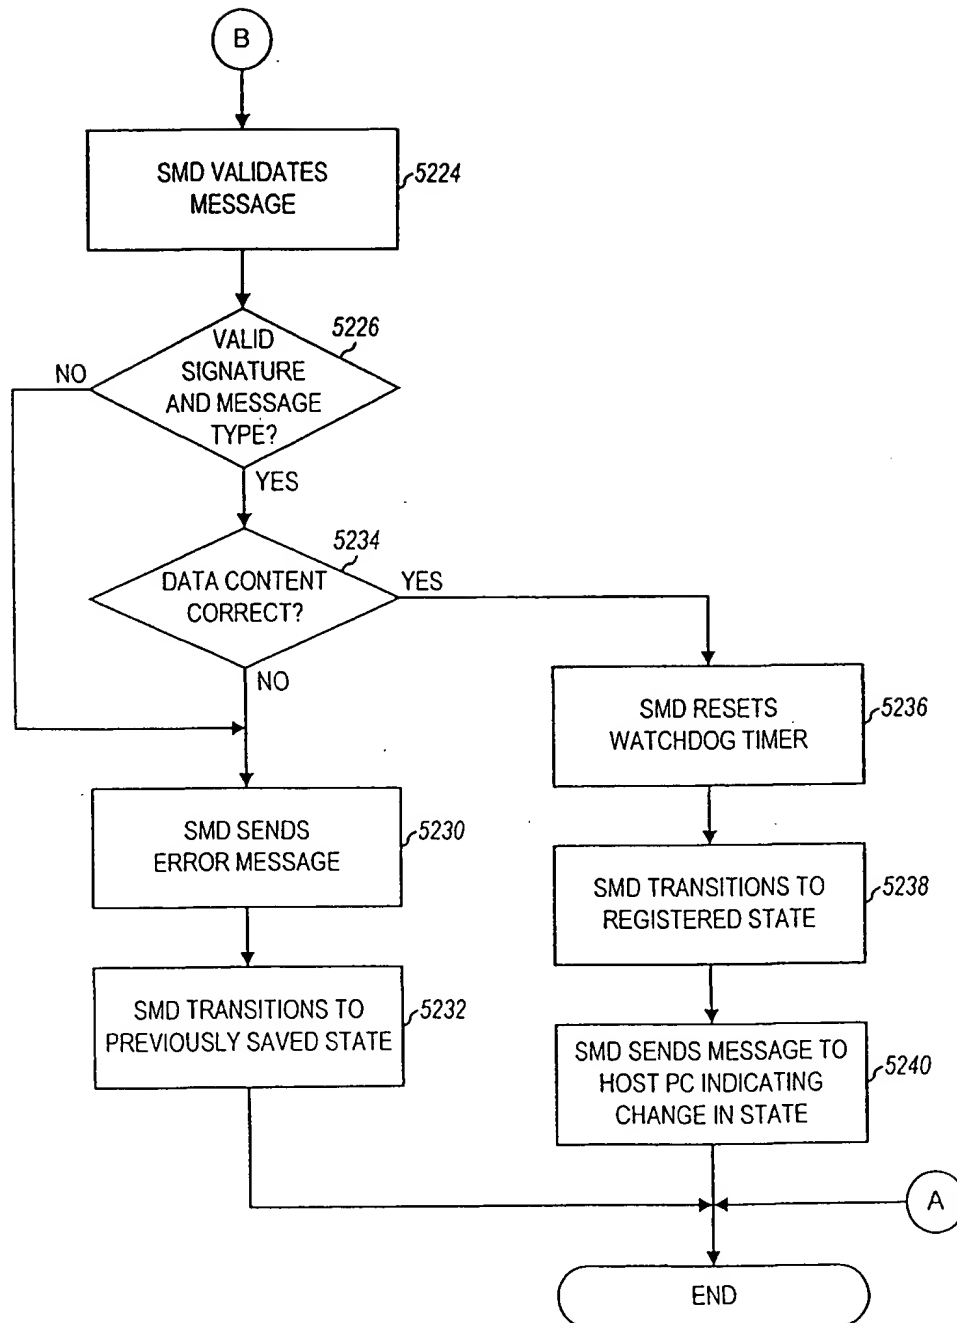 B
SMD VALIDATES
MESSAGE
5224
VALID
SIGNATURE
AND MESSAGE
TYPE?
5226
NO
YES
DATA CONTENT
CORRECT?
5234
YES
NO
SMD RESETS
WATCHDOG TIMER
5236
SMD SENDS
ERROR MESSAGE
5230
SMD TRANSITIONS TO
REGISTERED STATE
5238
SMD TRANSITIONS TO
PREVIOUSLY SAVED STATE
5232
SMD SENDS MESSAGE TO
HOST PC INDICATING
CHANGE IN STATE
5240
A
END